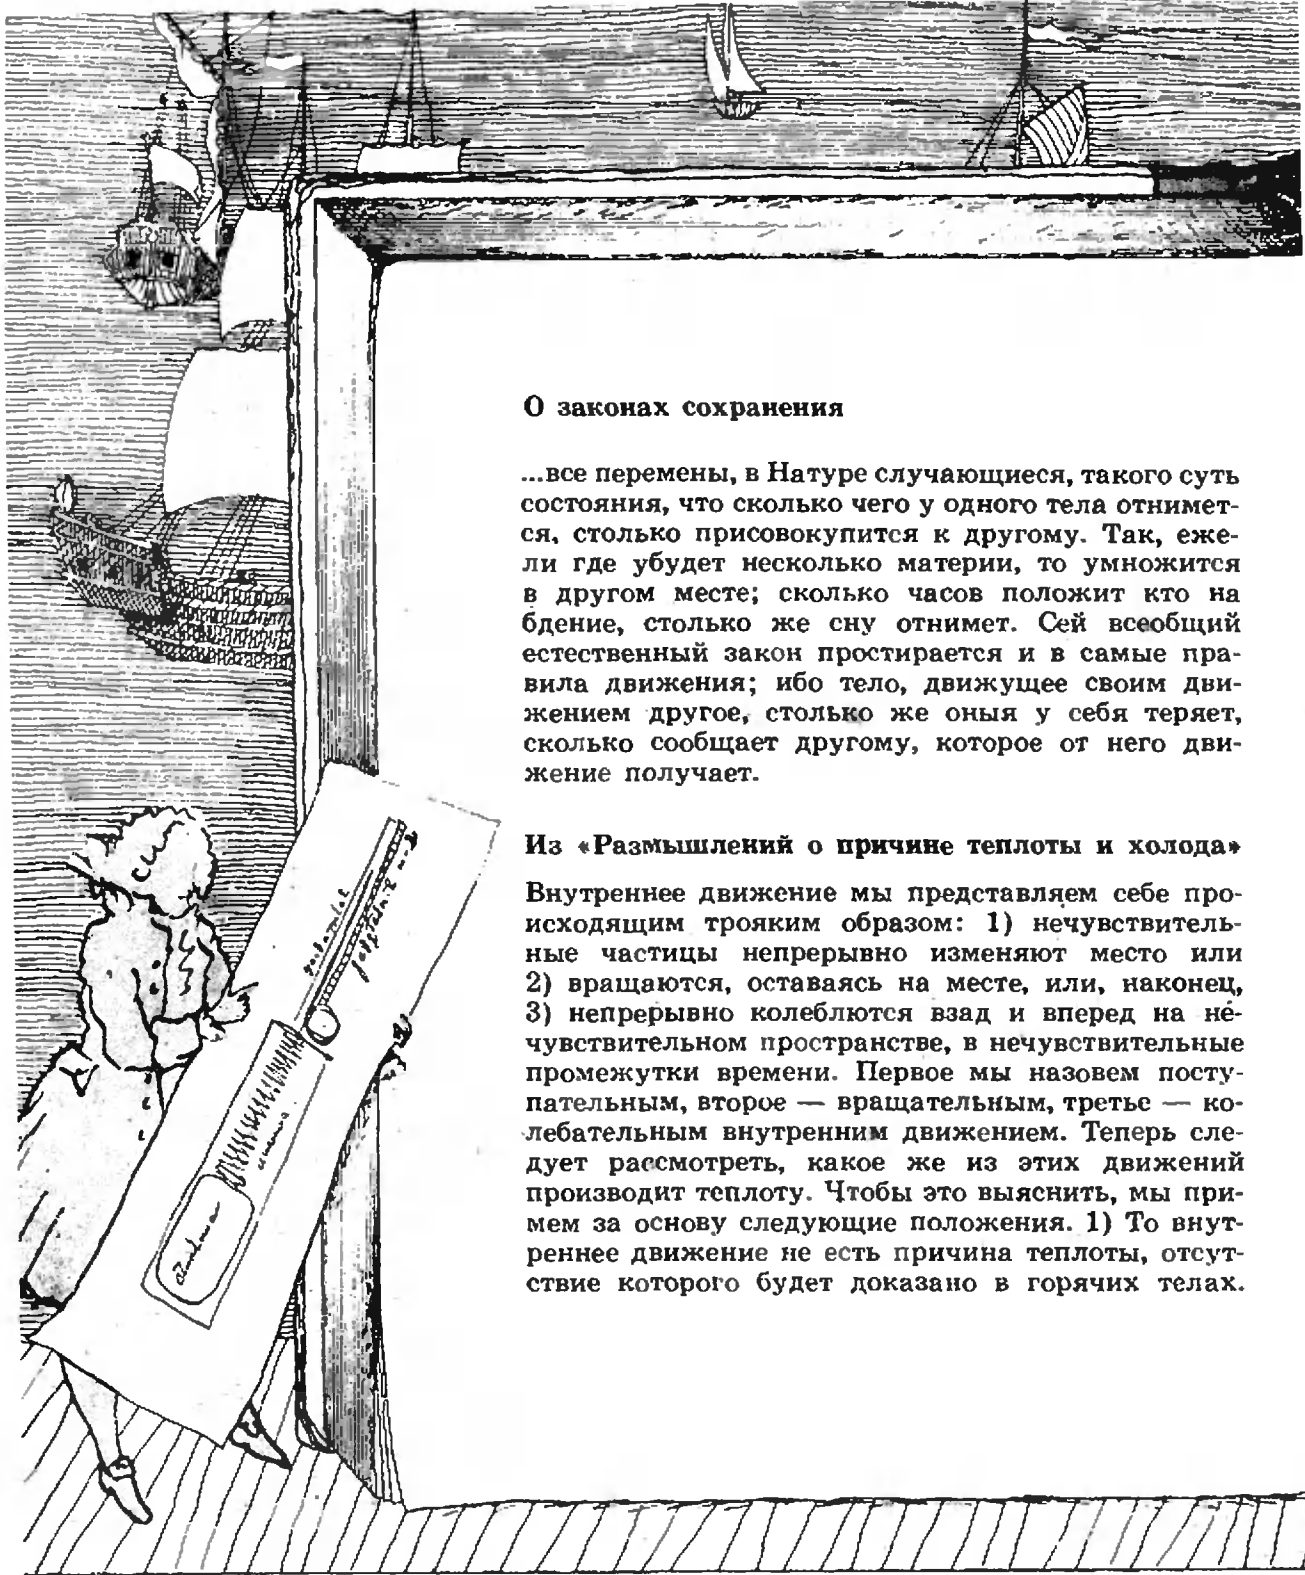 О законах сохранения
...все перемены, в Натуре случающиеся, такого суть
состояния, что сколько чего у одного тела отнимет-
ся, столько присовокупится к другому. Так, еже-
ли где убудет несколько материи, то умножится
в другом месте; сколько часов положит кто на
бдение, столько же сну отнимет. Сей всеобщий
естественный закон простирается и в самые пра-
вила движения; ибо тело, движущее своим дви-
жением другое, столько же оныя у себя теряет,
сколько сообщает другому, которое от него дви-
жение получает.
Из «Размышлений о причине теплоты и холода»
Внутреннее движение мы представляем себе про-
исходящим трояким образом: 1) нечувствитель-
ные частицы непрерывно изменяют место или
2) вращаются, оставаясь на месте, или, наконец,
3) непрерывно колеблются взад и вперед на не-
чувствительном пространстве, в нечувствительные
промежутки времени. Первое мы назовем посту-
пательным, второе — вращательным, третье — ко-
лебательным внутренним движением. Теперь сле-
дует рассмотреть, какое же из этих движений
производит теплоту. Чтобы это выяснить, мы при-
мем за основу следующие положения. 1) То внут-
реннее движение не есть причина теплоты, отсут-
ствие которого будет доказано в горячих телах.